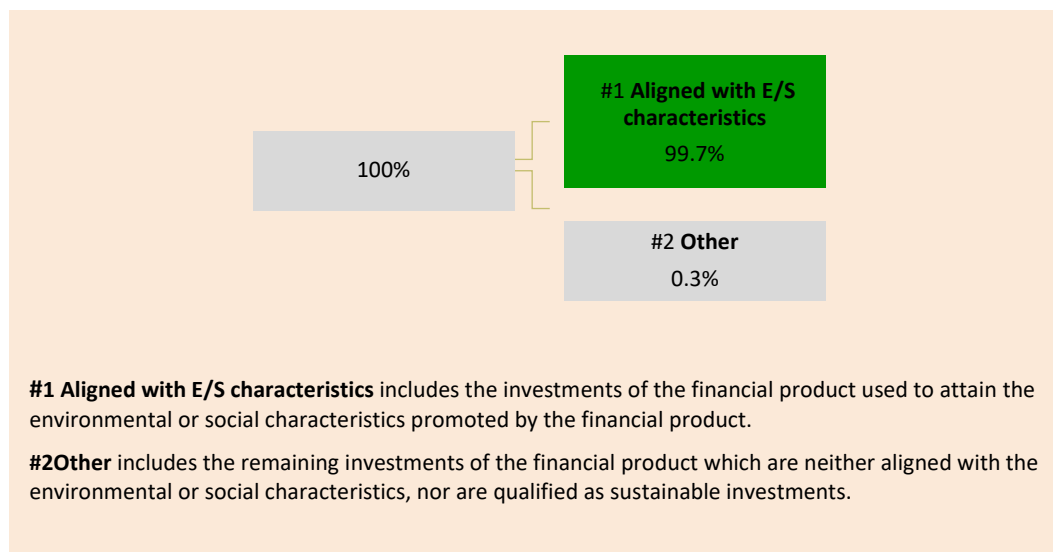 #1 Aligned with E/S
characteristics
99.7%
100%
#2 Other
0.3%
#1 Aligned with E/S characteristics includes the investments of the financial product used to attain the
environmental or social characteristics promoted by the financial product.
#2Other includes the remaining investments of the financial product which are neither aligned with the
environmental or social characteristics, nor are qualified as sustainable investments.